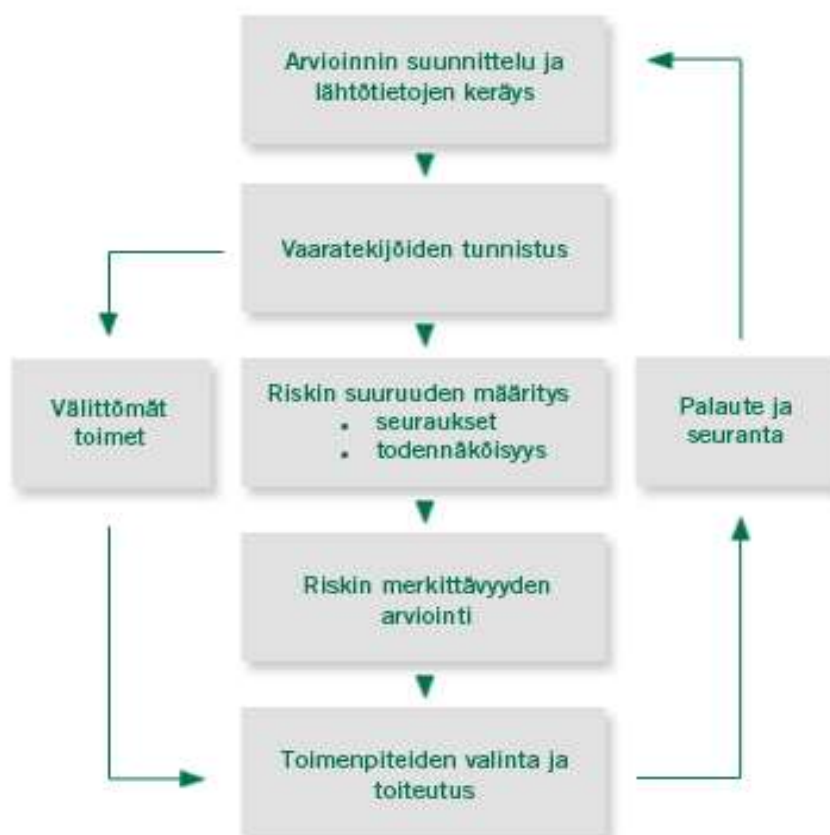 Arvioinnin suunnittelu ja
lähtötietojen keräys
Vaaratekijöiden tunnistus
Välittömät
toimet
Riskin suuruuden määritys
• seuraukset
• todennäköisyys
Palaute ja
seuranta
Riskin merkittävyyden
arviointi
Toimenpiteiden valinta ja
toiteutus